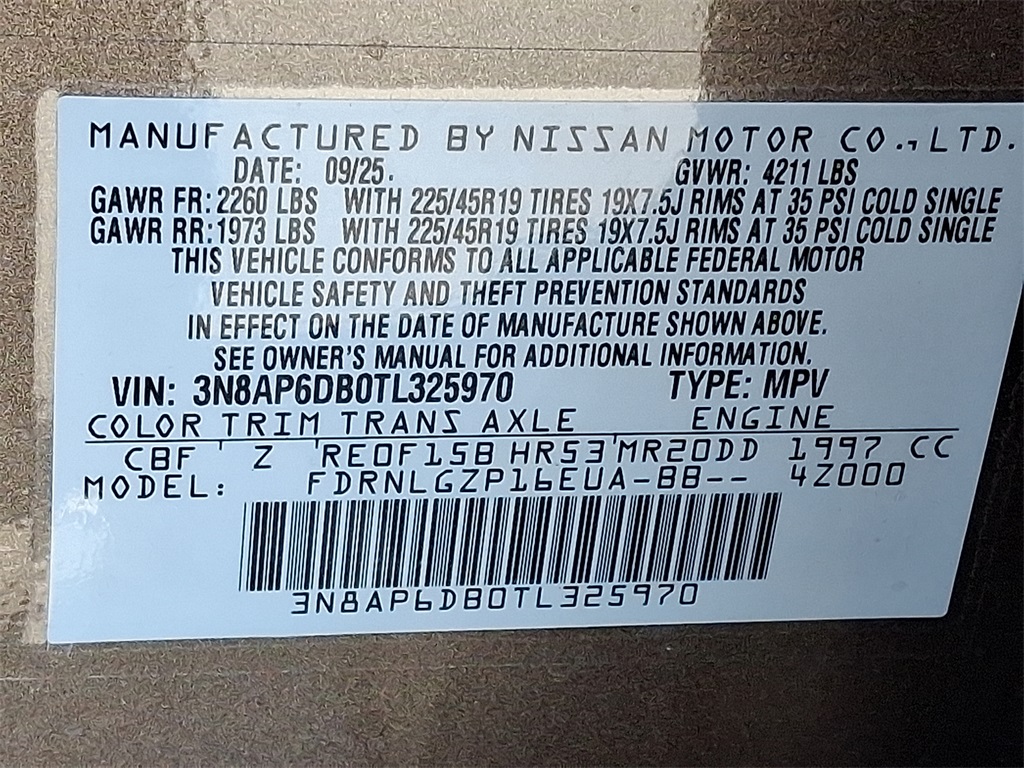 MANUFACTURED BY NISSAN MOTOR CO., LTD.
DATE: 09/25. GVWR: 4211 LBS
GAWR FR: 2260 LBS WITH 225/45R19 TIRES 19X7.5J RIMS AT 35 PSI COLD SINGLE
GAWR RR: 1973 LBS WITH 225/45R19 TIRES 19X7.5J RIMS AT 35 PSI COLD SINGLE
THIS VEHICLE CONFORMS TO ALL APPLICABLE FEDERAL MOTOR
VEHICLE SAFETY AND THEFT PREVENTION STANDARDS
IN EFFECT ON THE DATE OF MANUFACTURE SHOWN ABOVE.
SEE OWNER'S MANUAL FOR ADDITIONAL INFORMATION.
VIN: 3N8AP6DB0TL325970 TYPE: MPV
COLOR TRIM TRANS AXLE ENGINE
CBF Z RE0F15B HR53 MR20DD 1997 CC
MODEL: FDRNLGZP16EUA-BB-- 4Z000
3N8AP6DB0TL325970